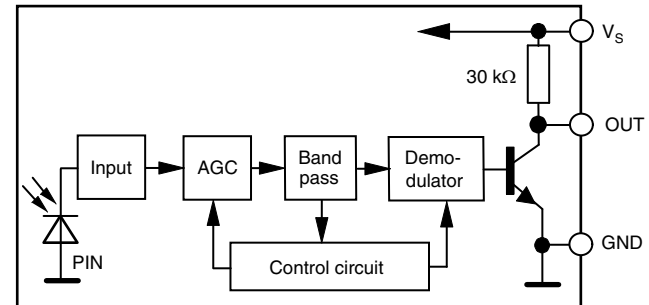 V_S
30 kΩ
OUT
Input
AGC
Band
pass
Demo-
dulator
GND
PIN
Control circuit